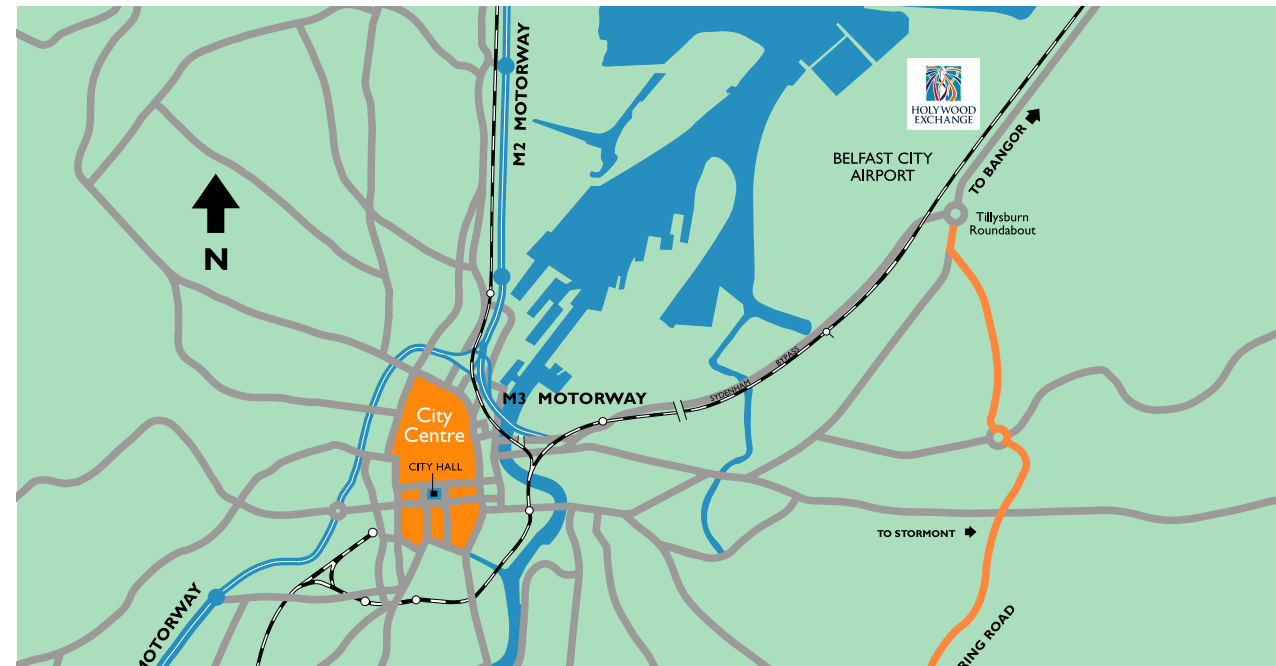 M2 MOTORWAY
HOLYWOOD
EXCHANGE
BELFAST CITY
AIRPORT
TO BANGOR
Tillysburn
Roundabout
N
SYDENHAM BYPASS
M3 MOTORWAY
City
Centre
CITY HALL
TO STORMONT
MOTORWAY
RING ROAD